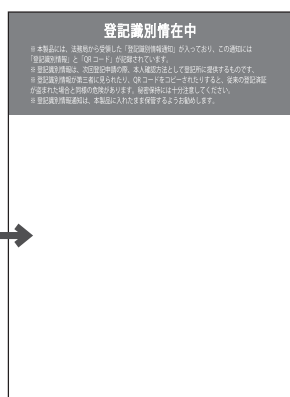 登記識別情在中
※ 本製品には、法務局から受領した「登記識別情報通知」が入っており、この通知には
「登記識別情報」と「QR コード」が記載されています。
※ 登記識別情報は、次回登記申請の際、本人確認方法として登記所に提供するものです。
※ 登記識別情報が第三者に見られたり、QR コードをコピーされたりすると、従来の登記済証
が盗まれた場合と同様の危険があります。秘密保持には十分注意してください。
※ 登記識別情報通知は、本製品に入れたまま保管するようお勧めします。